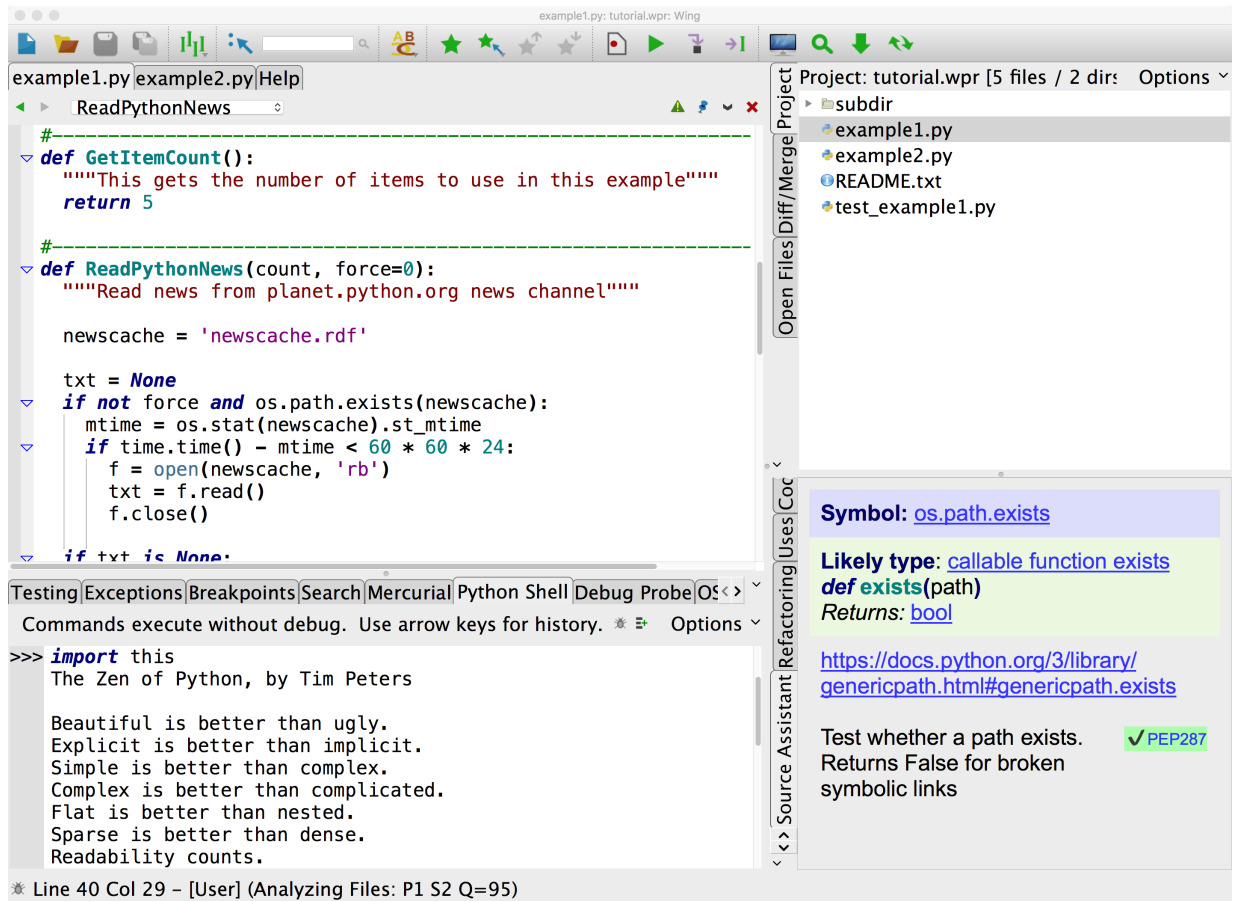 example1.py: tutorial.wpr: Wing
example1.py example2.py Help
ReadPythonNews
#--------------------------------------------------------------
def GetItemCount():
"""This gets the number of items to use in this example"""
return 5
#--------------------------------------------------------------
def ReadPythonNews(count, force=0):
"""Read news from planet.python.org news channel"""
newscache = 'newscache.rdf'
txt = None
if not force and os.path.exists(newscache):
mtime = os.stat(newscache).st_mtime
if time.time() - mtime < 60 * 60 * 24:
f = open(newscache, 'rb')
txt = f.read()
f.close()
if txt is None:
Testing Exceptions Breakpoints Search Mercurial Python Shell Debug Probe OS
Commands execute without debug. Use arrow keys for history. Options
>>> import this
The Zen of Python, by Tim Peters
Beautiful is better than ugly.
Explicit is better than implicit.
Simple is better than complex.
Complex is better than complicated.
Flat is better than nested.
Sparse is better than dense.
Readability counts.
Project
Diff/Merge
Open Files
Project: tutorial.wpr [5 files / 2 dirs Options
subdir
example1.py
example2.py
README.txt
test_example1.py
Uses
Refactoring
Source Assistant
Symbol: os.path.exists
Likely type: callable function exists
def exists(path)
Returns: bool
https://docs.python.org/3/library/
genericpath.html#genericpath.exists
Test whether a path exists.
Returns False for broken
symbolic links
✓PEP287
Line 40 Col 29 – [User] (Analyzing Files: P1 S2 Q=95)